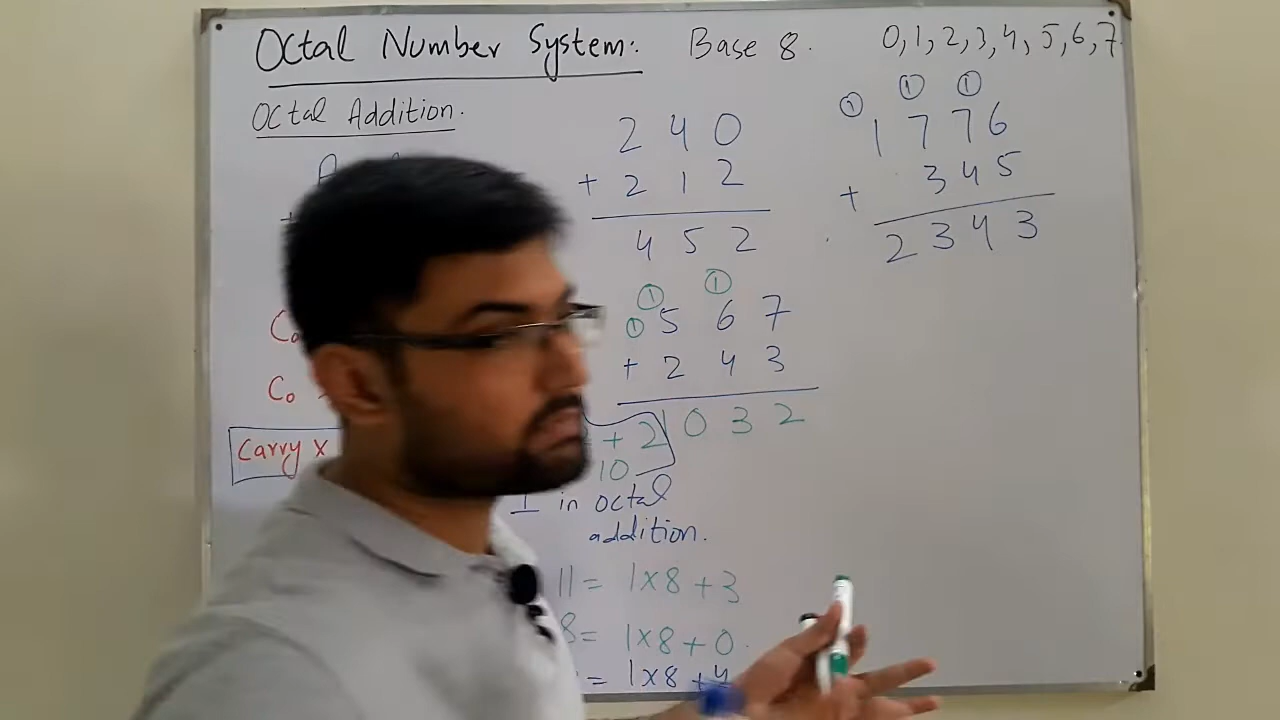 Octal Number System:. Base 8. 0,1,2,3,4,5,6,7.
Octal Addition.
2 4 0
+ 2 1 2
4 5 2
① ①
① 5 6 7
+ 2 4 3
1 0 3 2
① ① ①
1 7 7 6
+ 3 4 5
2 3 4 3
Co
Co
Carry x
+ 2
10
1 in octal
addition.
11 = 1x8 +3
8 = 1x8 + 0.
= 1x8 +4